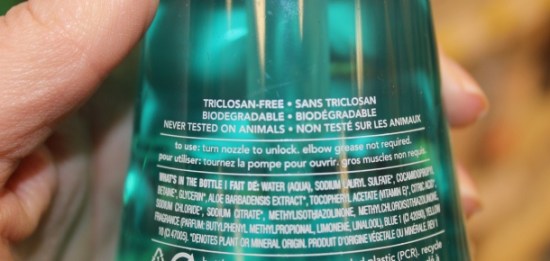 TRICLOSAN-FREE • SANS TRICLOSAN
BIODEGRADABLE • BIODÉGRADABLE
NEVER TESTED ON ANIMALS • NON TESTÉ SUR LES ANIMAUX
to use: turn nozzle to unlock. elbow grease not required.
pour utiliser: tournez la pompe pour ouvrir. gros muscles non requis.
WHAT'S IN THE BOTTLE | FAIT DE: WATER (AQUA), SODIUM LAURYL SULFATE*, COCAMIDOPROPYL
BETAINE*, GLYCERIN*, ALOE BARBADENSIS EXTRACT*, TOCOPHERYL ACETATE (VITAMIN E)*, CITRIC ACID*,
SODIUM CHLORIDE*, SODIUM CITRATE*, METHYLISOTHIAZOLINONE, METHYLCHLOROISOTHIAZOLINONE,
FRAGRANCE (PARFUM: BUTYLPHENYL METHYLPROPIONAL, LIMONENE, LINALOOL), BLUE 1 (CI 42090), YELLOW
10 (CI 47005). *DENOTES PLANT OR MINERAL ORIGIN. PRODUIT D'ORIGINE VÉGÉTALE OU MINÉRALE. REV 1
plastic (PCR). recycle